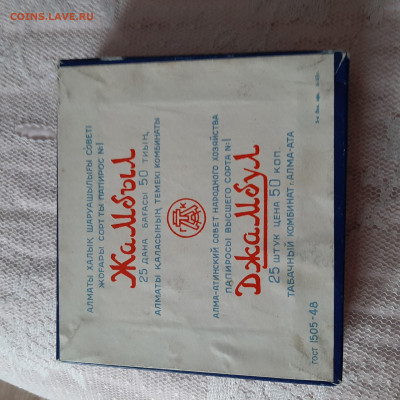 COINS.LAVE.RU
АЛМАТЫ ХАЛЫҚ ШАРУАШЫЛЫҒЫ СОВЕТІ
ЖОҒАРЫ СОРТТЫ ПАПИРОС №1
Жамбыл
25 ДАНА БАҒАСЫ 50 ТИЫН
АЛМАТЫ ҚАЛАСЫНЫҢ ТЕМЕКІ КОМБИНАТЫ
АЛМА-АТИНСКИЙ СОВЕТ НАРОДНОГО ХОЗЯЙСТВА
ПАПИРОСЫ ВЫСШЕГО СОРТА №1
Джамбул
25 ШТУК ЦЕНА 50 КОП.
ТАБАЧНЫЙ КОМБИНАТ г. АЛМА-АТА
ГОСТ 1505-48